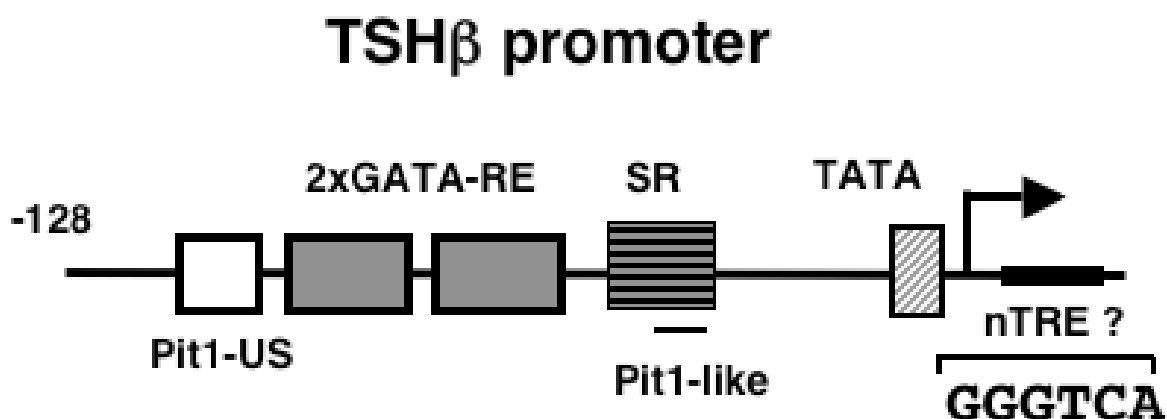 TSHβ promoter
2xGATA-RE SR TATA
-128
Pit1-US Pit1-like nTRE ?
GGGTCA